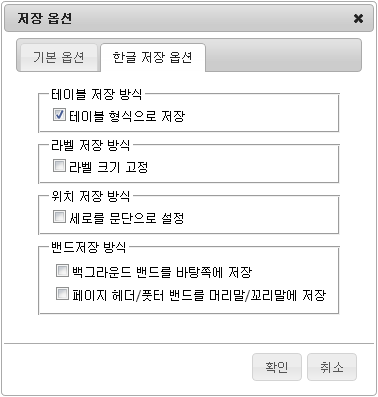 저장 옵션
기본 옵션 한글 저장 옵션
테이블 저장 방식
테이블 형식으로 저장
라벨 저장 방식
라벨 크기 고정
위치 저장 방식
세로를 문단으로 설정
밴드저장 방식
백그라운드 밴드를 바탕쪽에 저장
페이지 헤더/풋터 밴드를 머리말/꼬리말에 저장
확인 취소